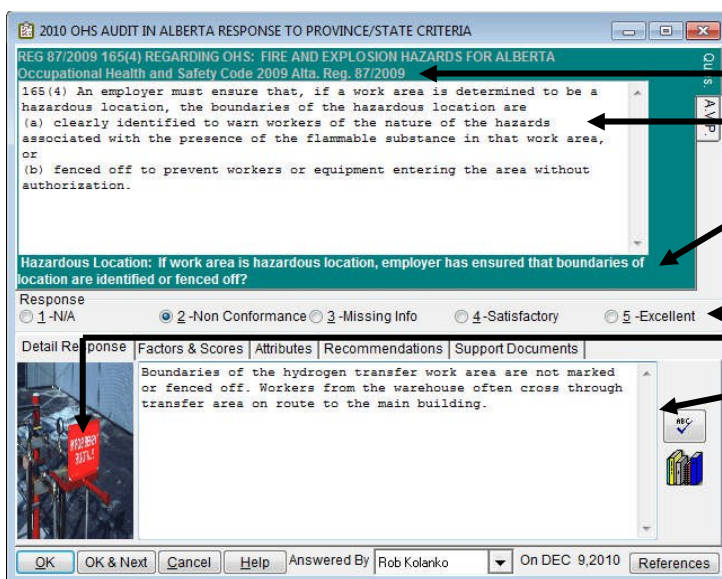 2010 OHS AUDIT IN ALBERTA RESPONSE TO PROVINCE/STATE CRITERIA
REG 87/2009 165(4) REGARDING OHS: FIRE AND EXPLOSION HAZARDS FOR ALBERTA
Occupational Health and Safety Code 2009 Alta. Reg. 87/2009
Qu s.
A.V.P.
165(4) An employer must ensure that, if a work area is determined to be a
hazardous location, the boundaries of the hazardous location are
(a) clearly identified to warn workers of the nature of the hazards
associated with the presence of the flammable substance in that work area,
or
(b) fenced off to prevent workers or equipment entering the area without
authorization.
Hazardous Location: If work area is hazardous location, employer has ensured that boundaries of
location are identified or fenced off?
Response
1 -N/A 2 -Non Conformance 3 -Missing Info 4 -Satisfactory 5 -Excellent
Detail Response Factors & Scores Attributes Recommendations Support Documents
Boundaries of the hydrogen transfer work area are not marked
or fenced off. Workers from the warehouse often cross through
transfer area on route to the main building.
ABC
OK OK & Next Cancel Help Answered By Rob Kolanko On DEC 9,2010 References